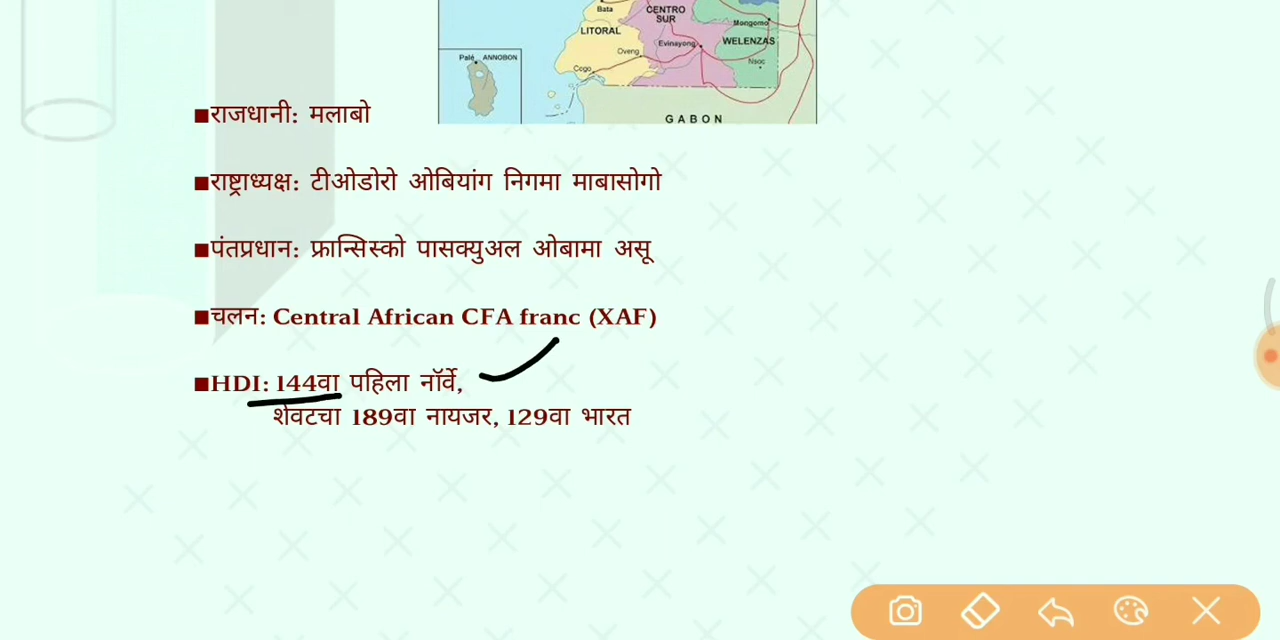 Bata
CENTRO
SUR
Mongomo
LITORAL
WELENZAS
Evinayong
Oveng
Palé ANNOBON
Nsoc
Cogo
GABON
■राजधानी: मलाबो
■राष्ट्राध्यक्ष: टीओडोरो ओबियांग निगमा माबासोगो
■पंतप्रधान: फ्रान्सिस्को पासक्युअल ओबामा असू
■चलन: Central African CFA franc (XAF)
■HDI: 144वा पहिला नॉर्वे,
शेवटचा 189वा नायजर, 129वा भारत